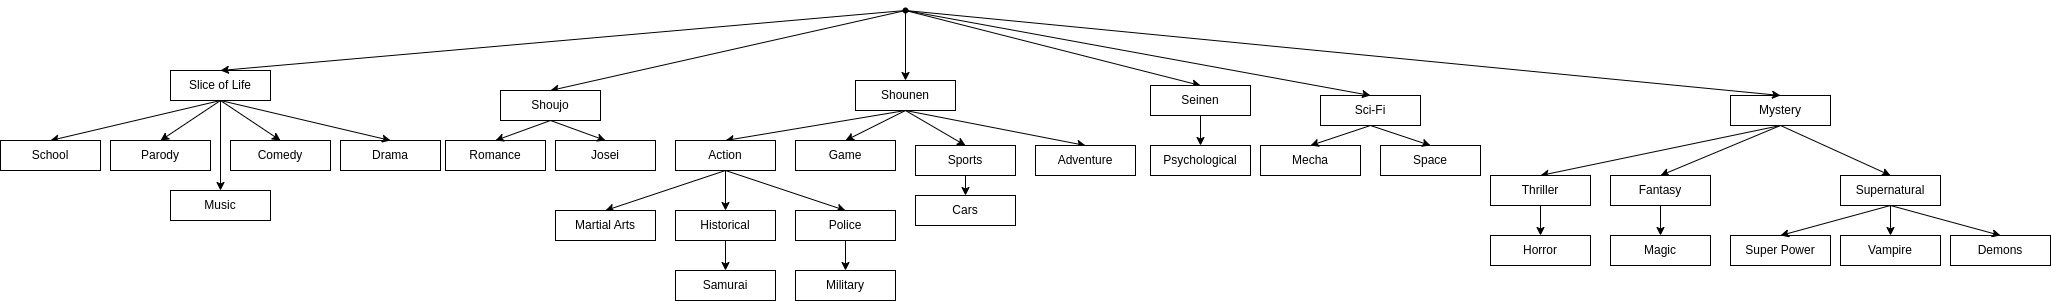 Slice of Life
Shoujo
Shounen
Seinen
Sci-Fi
Mystery
School
Parody
Comedy
Drama
Romance
Josei
Action
Game
Sports
Adventure
Psychological
Mecha
Space
Music
Martial Arts
Historical
Police
Cars
Thriller
Fantasy
Supernatural
Samurai
Military
Horror
Magic
Super Power
Vampire
Demons